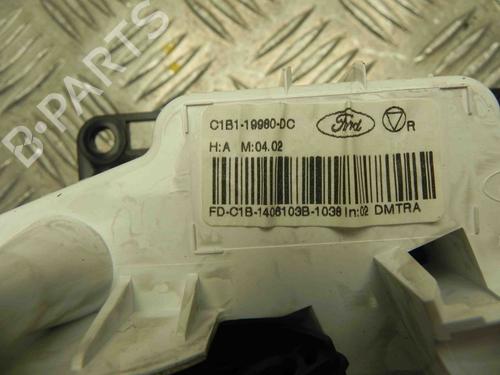 C1B1-19980-DC Ford R
H:A M:04.02
FD-C1B-1406103B-1038 In:02 DMTRA
B-PARTS